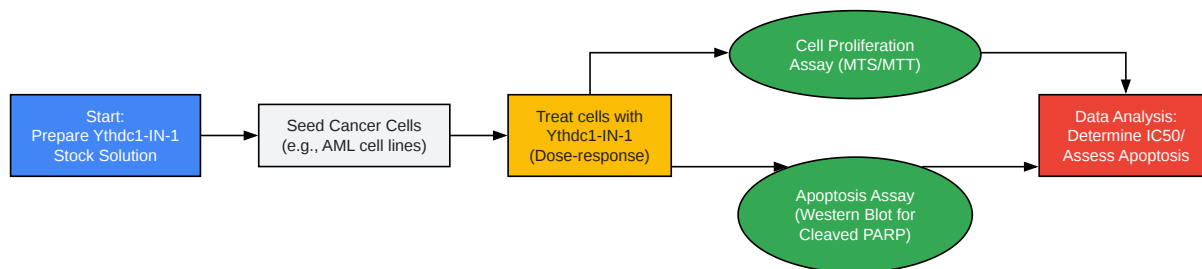 Start:
Prepare Ythdc1-IN-1
Stock Solution
Seed Cancer Cells
(e.g., AML cell lines)
Treat cells with
Ythdc1-IN-1
(Dose-response)
Cell Proliferation
Assay (MTS/MTT)
Apoptosis Assay
(Western Blot for
Cleaved PARP)
Data Analysis:
Determine IC50/
Assess Apoptosis